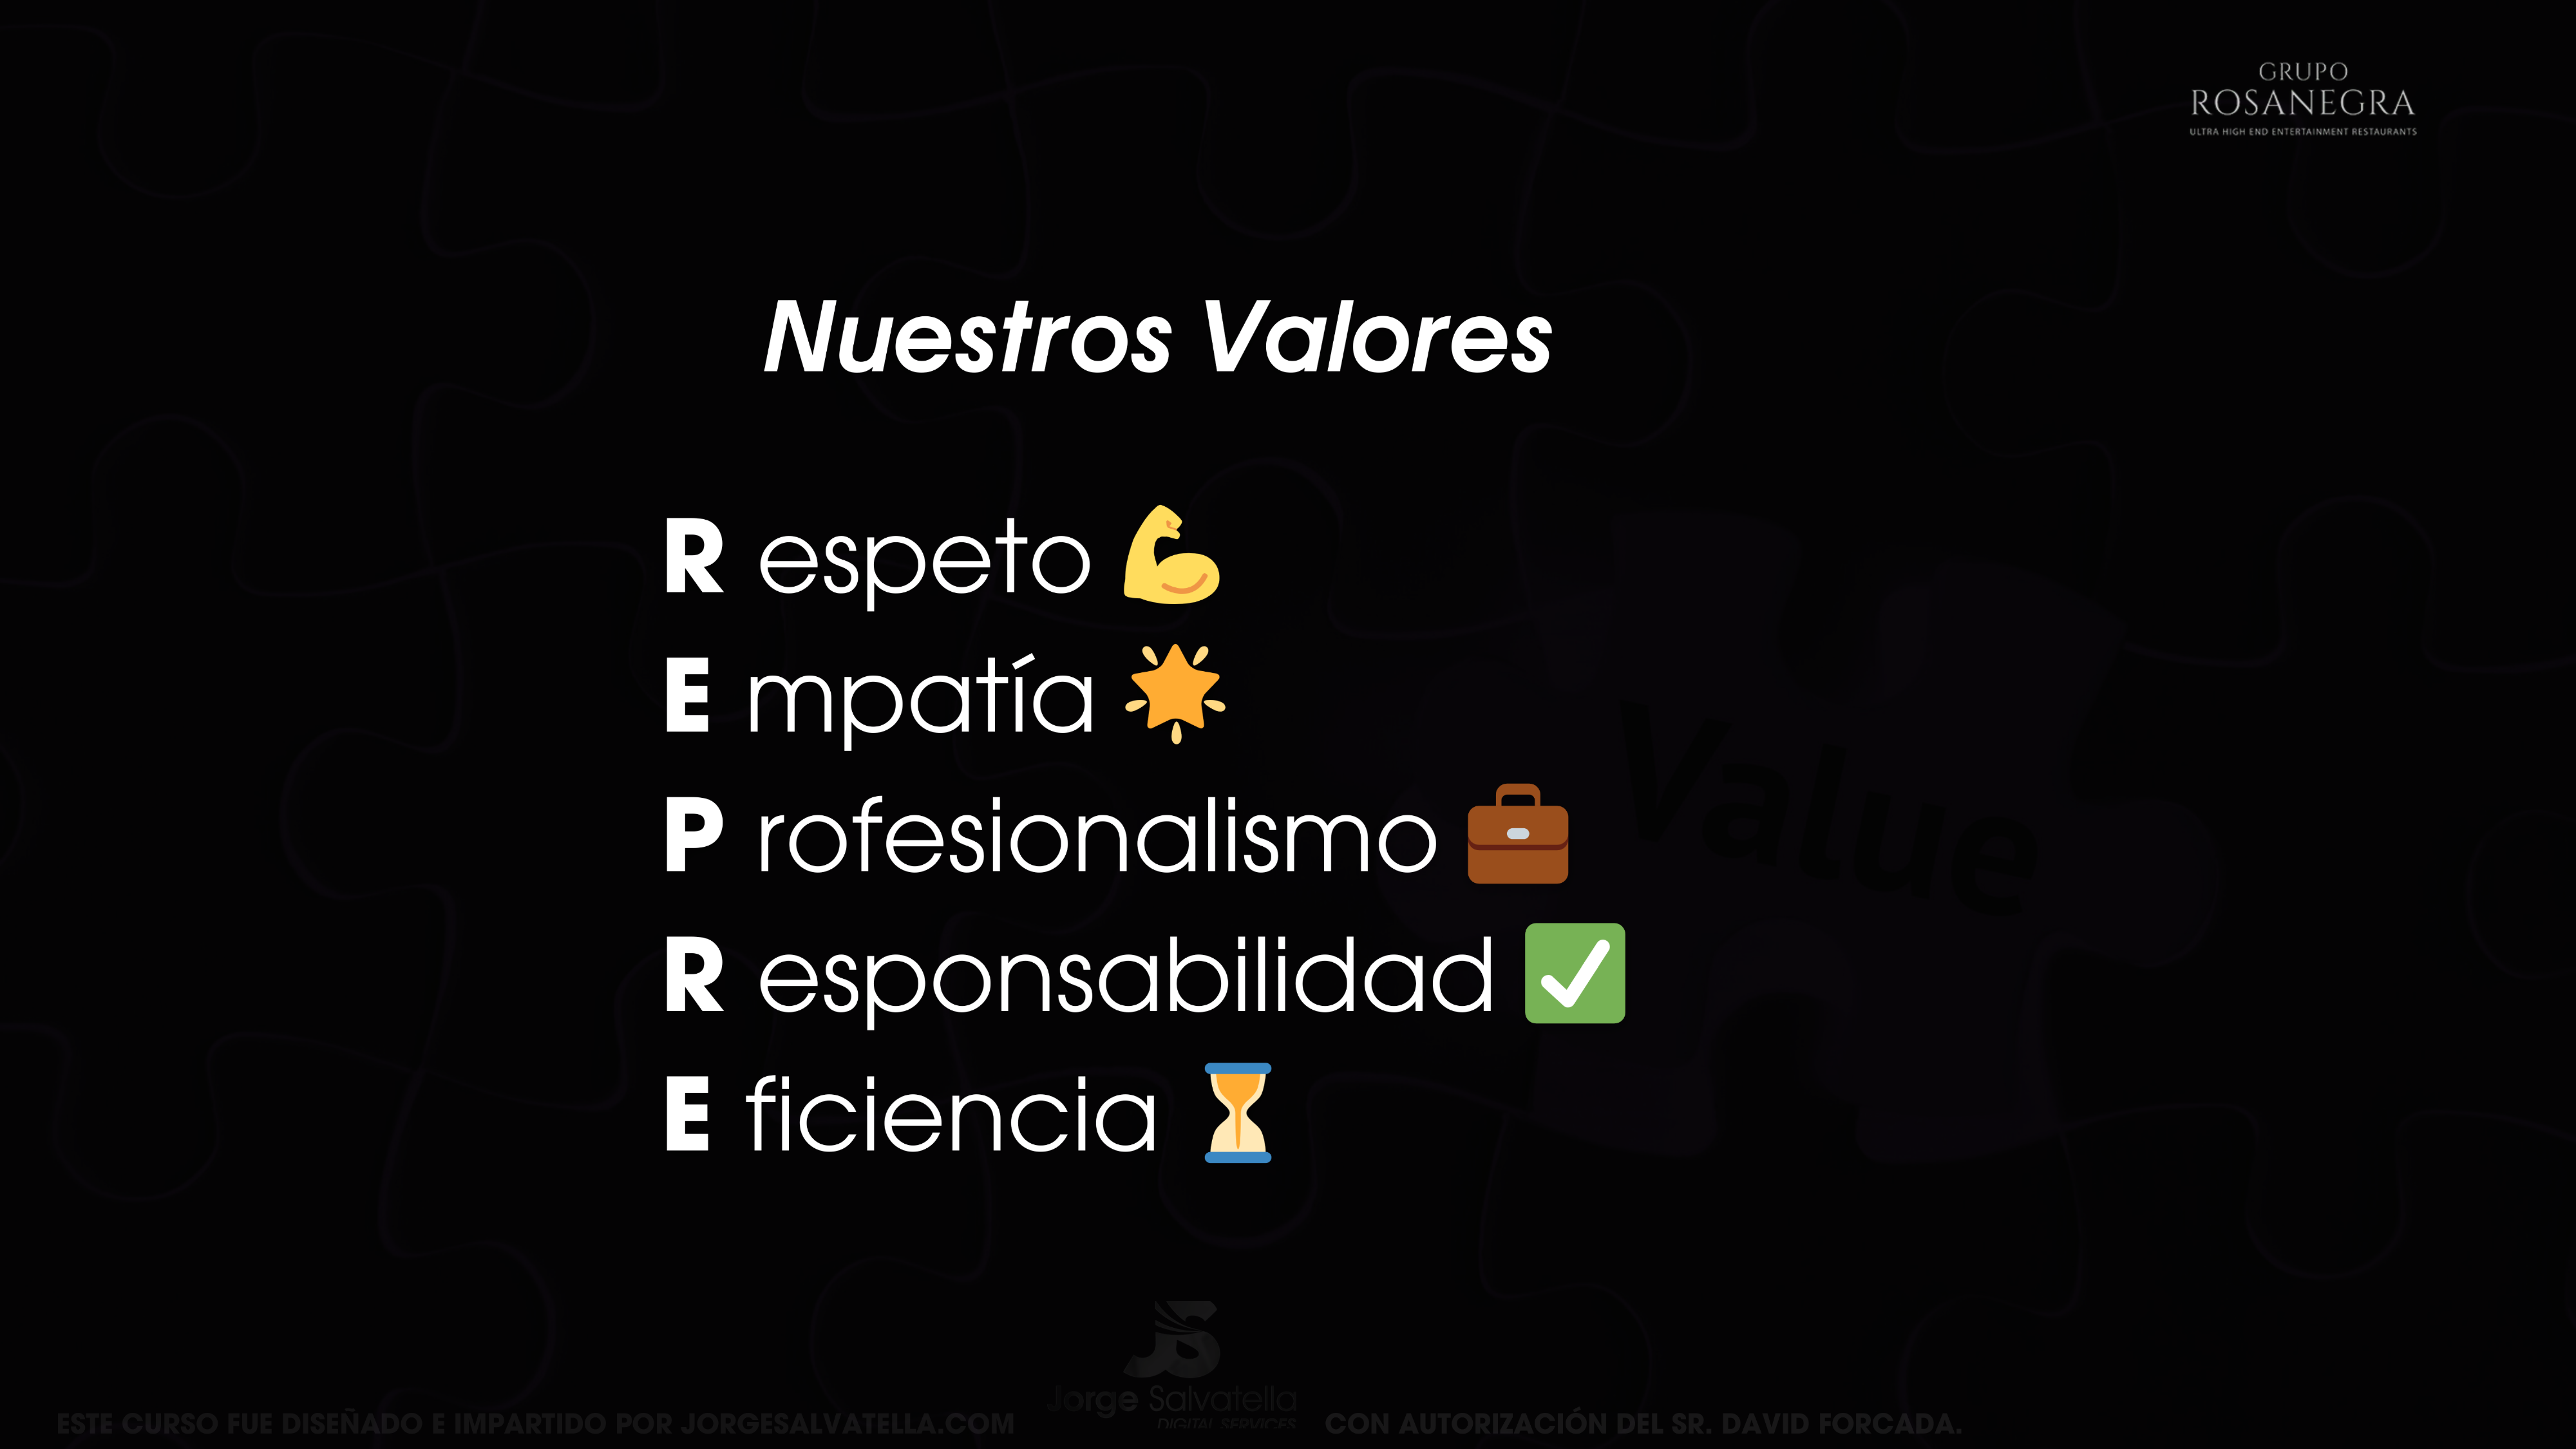 GRUPO
ROSANEGRA
ULTRA HIGH END ENTERTAINMENT RESTAURANTS
Nuestros Valores
R espeto
E mpatía
P rofesionalismo
R esponsabilidad
E ficiencia
Value
JS
Jorge Salvatella
DIGITAL SERVICES
ESTE CURSO FUE DISEÑADO E IMPARTIDO POR JORGESALVATELLA.COM CON AUTORIZACIÓN DEL SR. DAVID FORCADA.